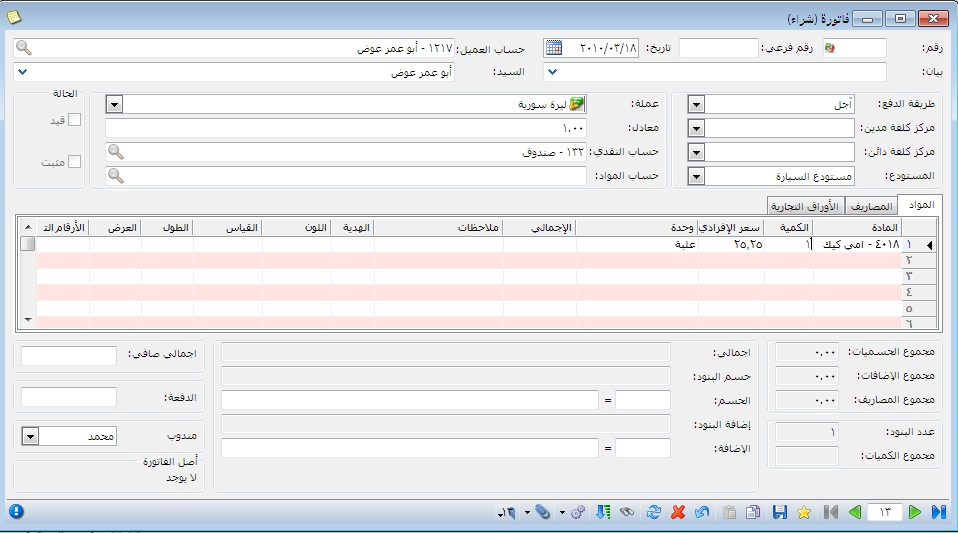 فاتورة (شراء)
رقم: رقم فرعي: تاريخ: ٢٠١٠/٠٣/١٨ حساب العميل: ١٢١٧ - أبو عمر عوض
بيان: السيد: أبو عمر عوض
طريقة الدفع: آجل
مركز كلفة مدين:
مركز كلفة دائن:
المستودع: مستودع السيارة
عملة: ليرة سورية
معادل: ١,٠٠
حساب النقدي: ١٣٢ - صندوق
حساب المواد:
الحالة
قيد
مثبت
المواد المصاريف الأوراق التجارية
المادة الكمية سعر الإفرادي وحدة الإجمالي ملاحظات الهدية اللون القياس الطول العرض الأرقام الت
١ ٤٠١٨ - امي كيك ١ ٢٥,٢٥ علبة
٢
٣
٤
٥
٦
مجموع الحسميات: ٠,٠٠
مجموع الإضافات: ٠,٠٠
مجموع المصاريف: ٠,٠٠
عدد البنود: ١
مجموع الكميات:
اجمالي:
حسم البنود:
الحسم: =
إضافة البنود:
الإضافة: =
اجمالي صافي:
الدفعة:
مندوب محمد
أصل الفاتورة
لا يوجد
١٣